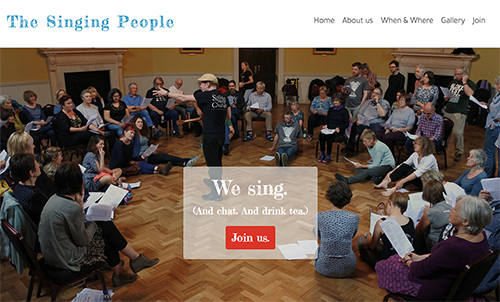 The Singing People
Home About us When & Where Gallery Join
We sing.
(And chat. And drink tea.)
Join us.